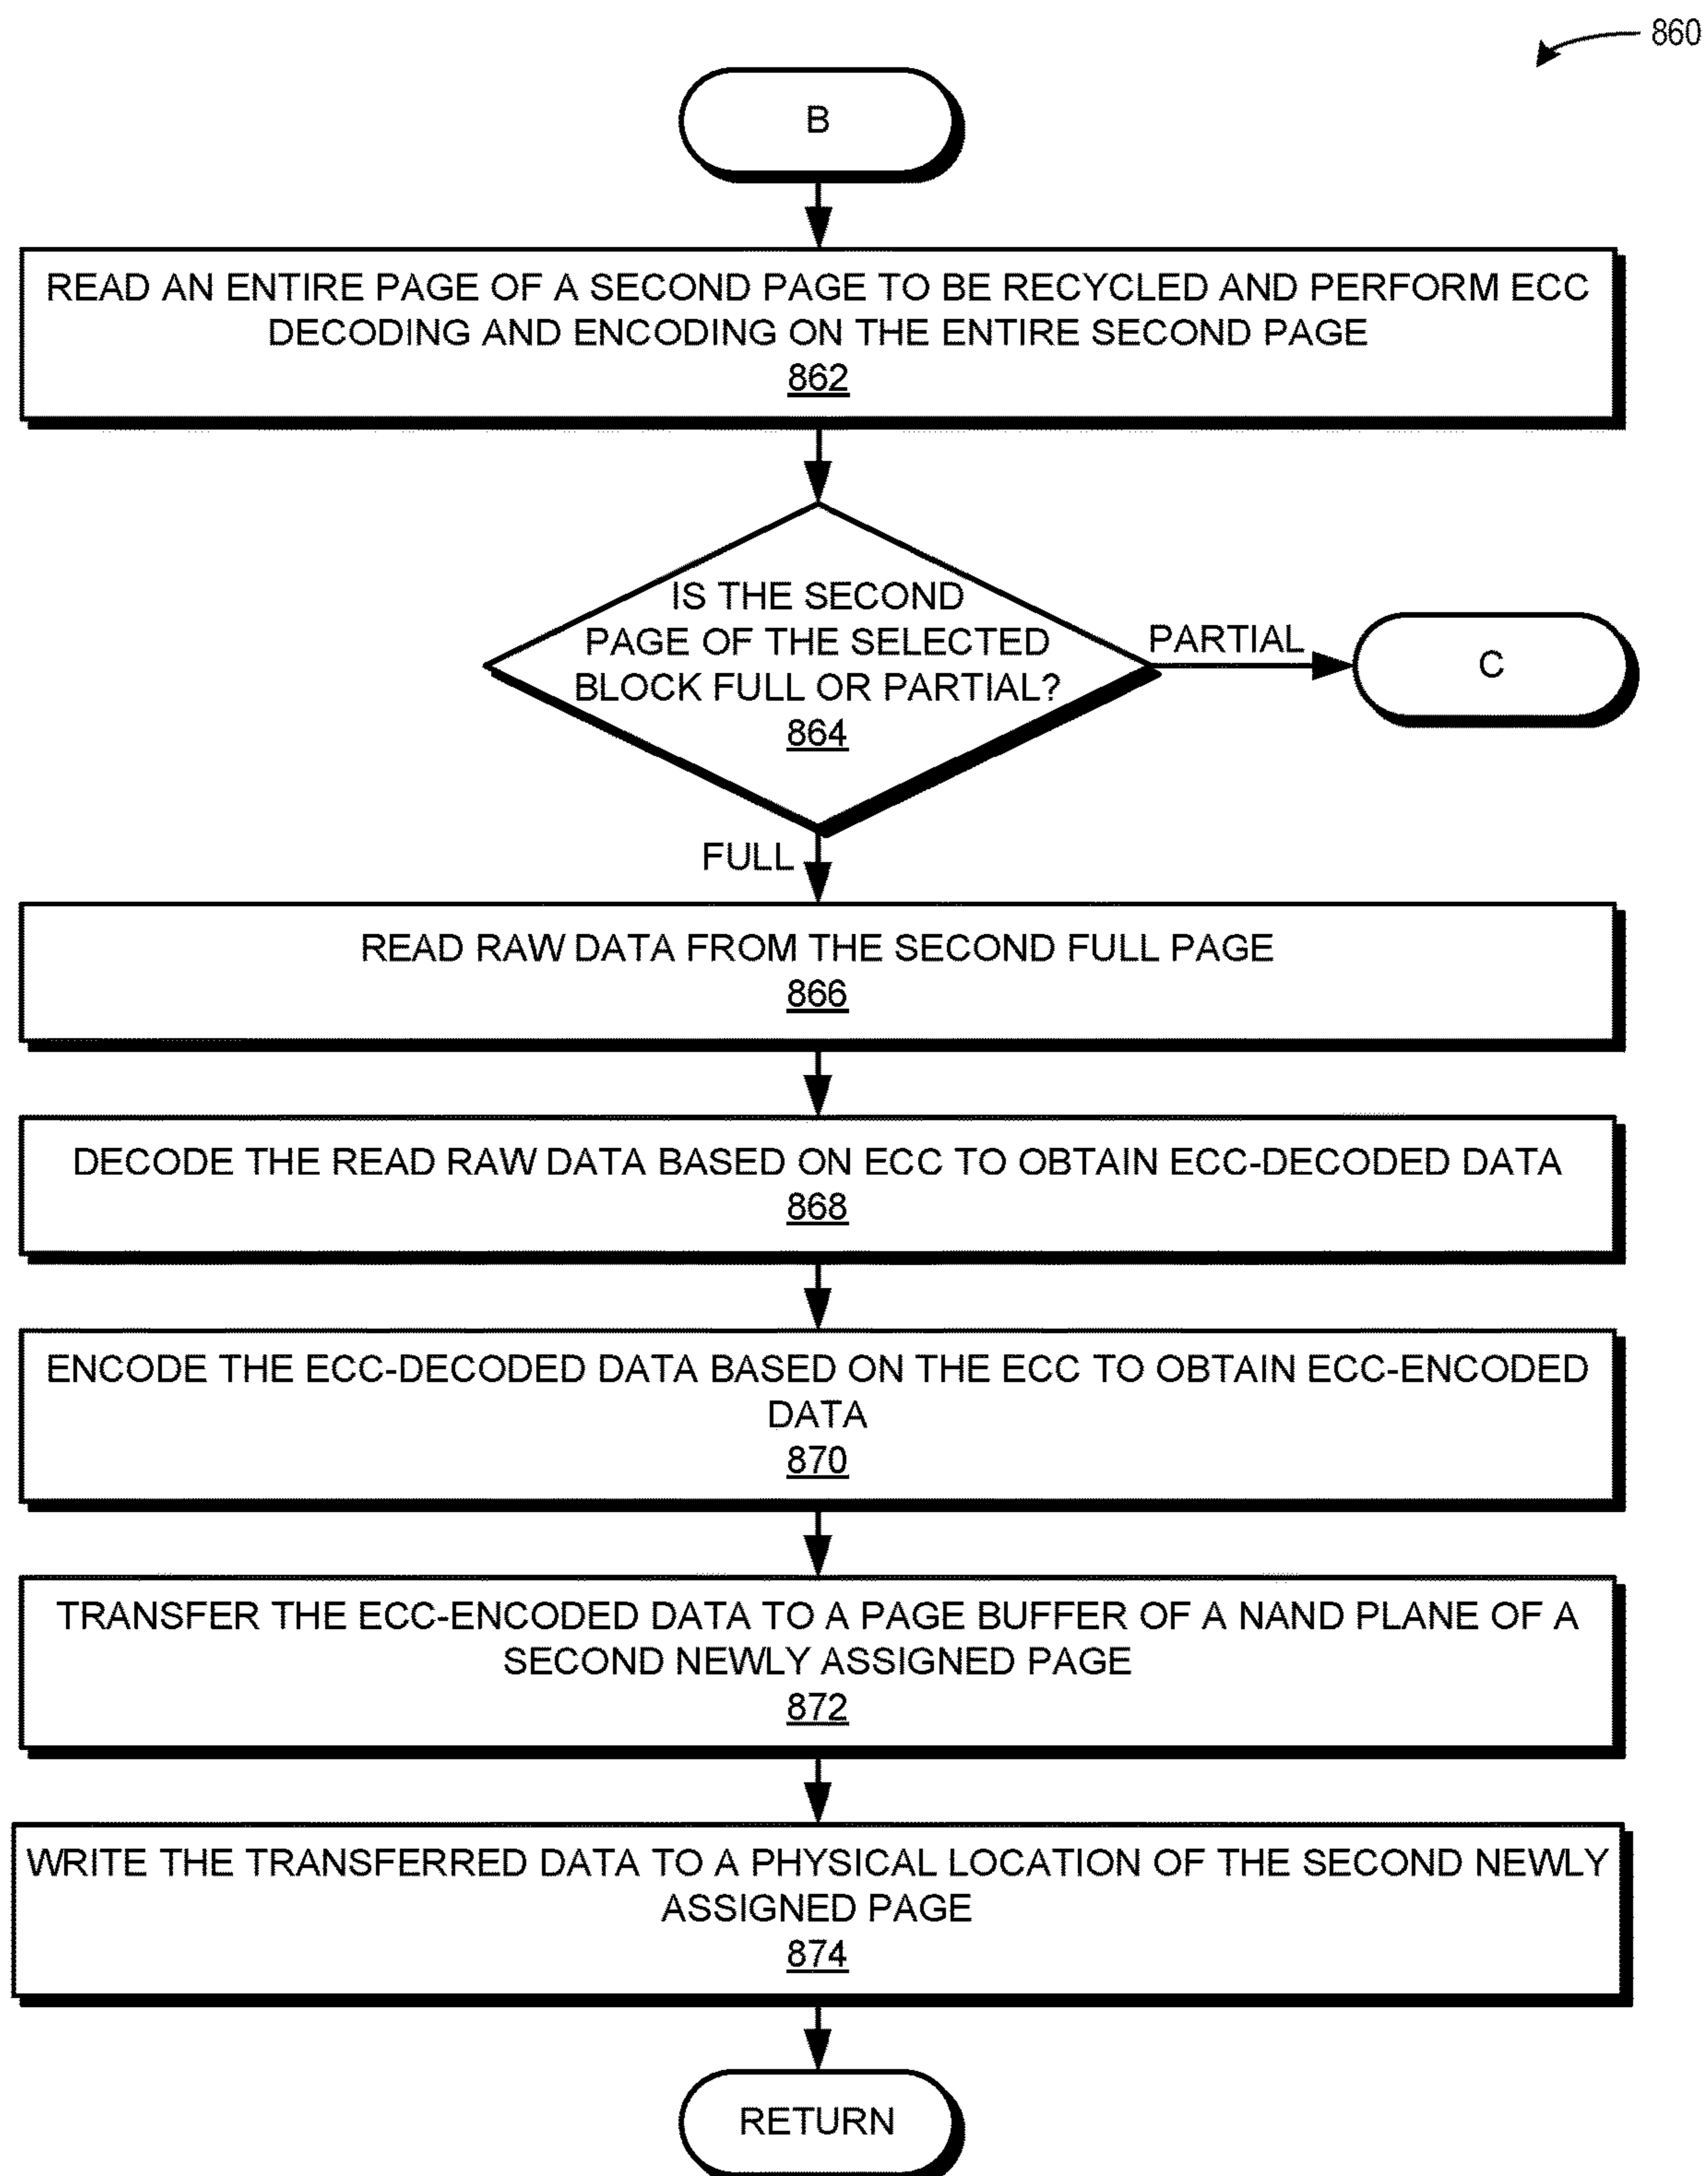 860
B
READ AN ENTIRE PAGE OF A SECOND PAGE TO BE RECYCLED AND PERFORM ECC
DECODING AND ENCODING ON THE ENTIRE SECOND PAGE
862
IS THE SECOND
PAGE OF THE SELECTED
BLOCK FULL OR PARTIAL?
864
PARTIAL
C
FULL
READ RAW DATA FROM THE SECOND FULL PAGE
866
DECODE THE READ RAW DATA BASED ON ECC TO OBTAIN ECC-DECODED DATA
868
ENCODE THE ECC-DECODED DATA BASED ON THE ECC TO OBTAIN ECC-ENCODED
DATA
870
TRANSFER THE ECC-ENCODED DATA TO A PAGE BUFFER OF A NAND PLANE OF A
SECOND NEWLY ASSIGNED PAGE
872
WRITE THE TRANSFERRED DATA TO A PHYSICAL LOCATION OF THE SECOND NEWLY
ASSIGNED PAGE
874
RETURN